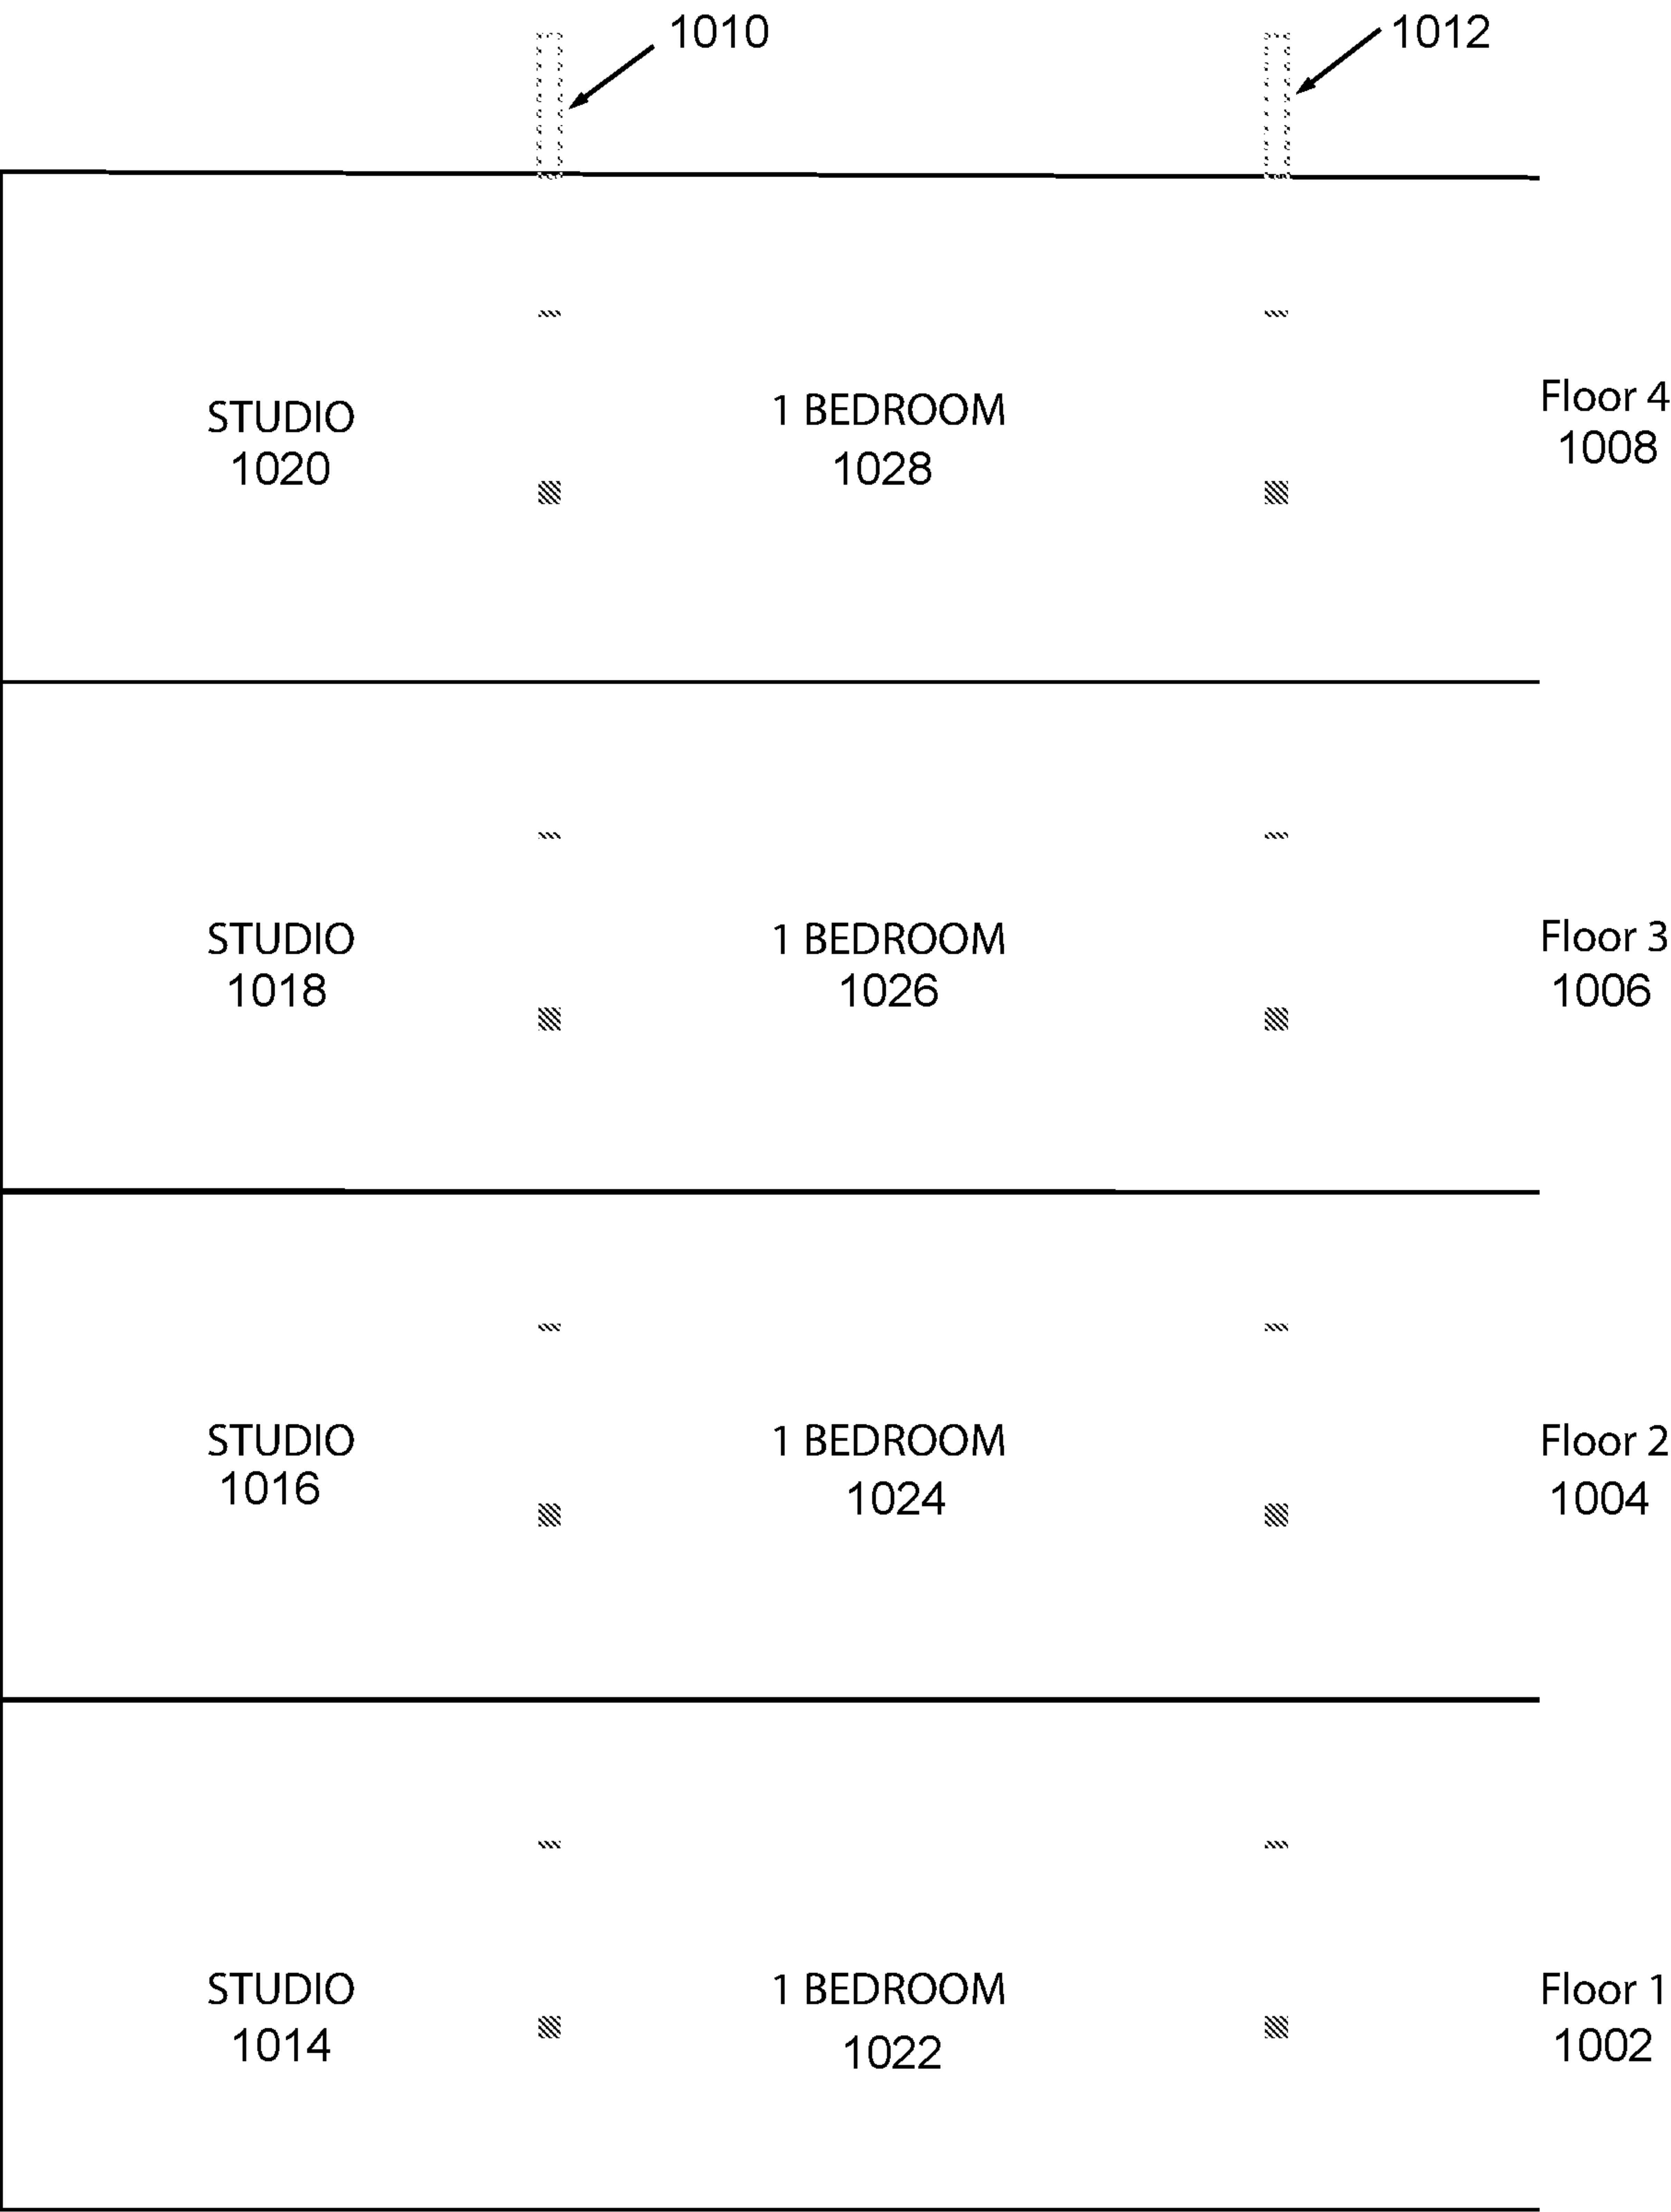 1010
1012
STUDIO
1020
1 BEDROOM
1028
Floor 4
1008
STUDIO
1018
1 BEDROOM
1026
Floor 3
1006
STUDIO
1016
1 BEDROOM
1024
Floor 2
1004
STUDIO
1014
1 BEDROOM
1022
Floor 1
1002